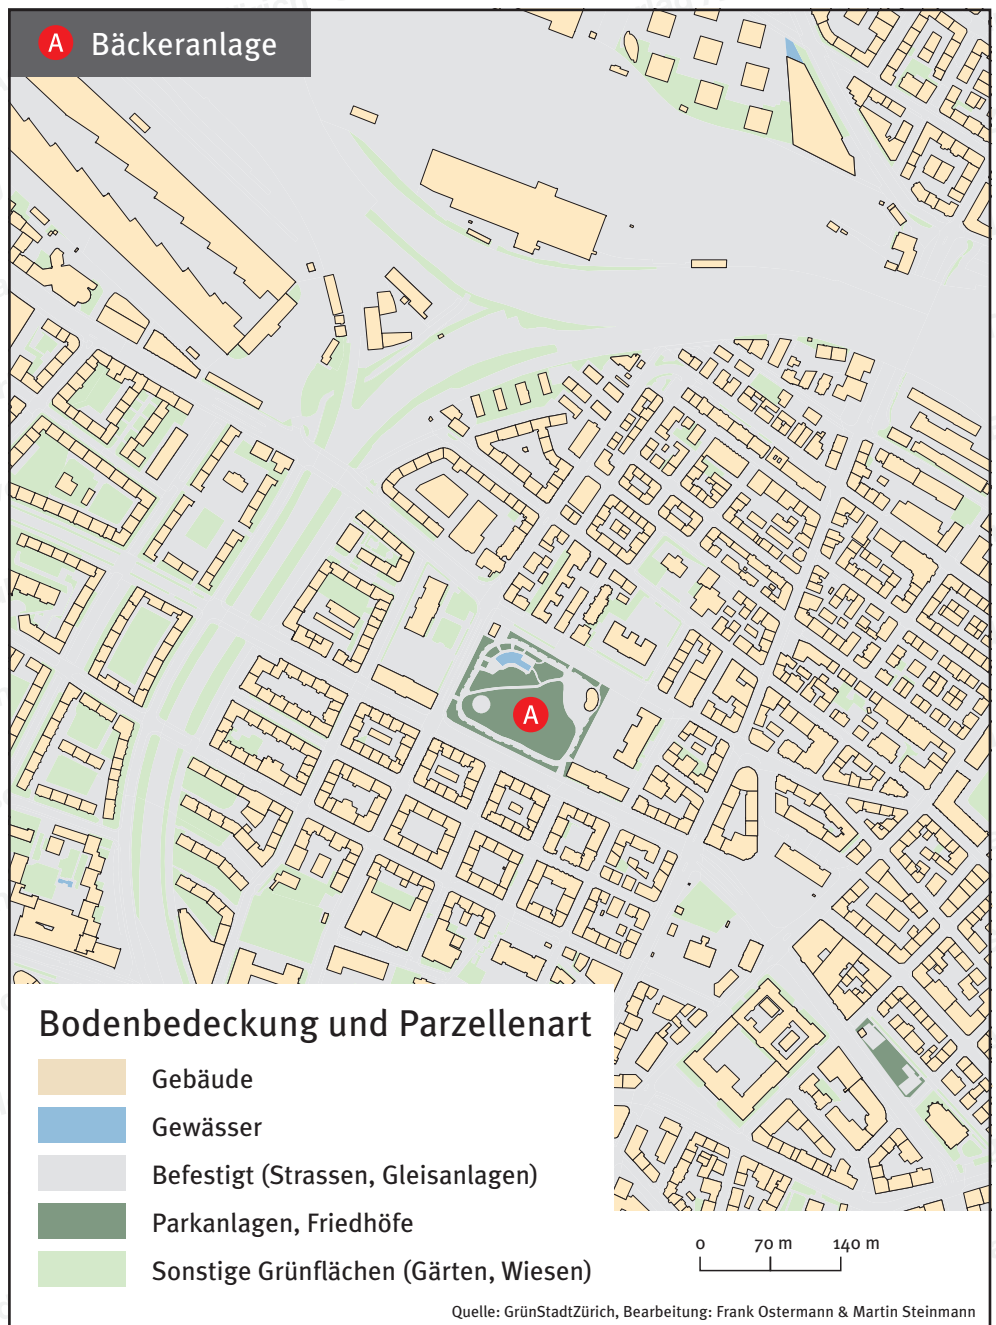 A Bäckeranlage
A
Bodenbedeckung und Parzellenart
Gebäude
Gewässer
Befestigt (Strassen, Gleisanlagen)
Parkanlagen, Friedhöfe
Sonstige Grünflächen (Gärten, Wiesen)
0 70 m 140 m
Quelle: GrünStadtZürich, Bearbeitung: Frank Ostermann & Martin Steinmann